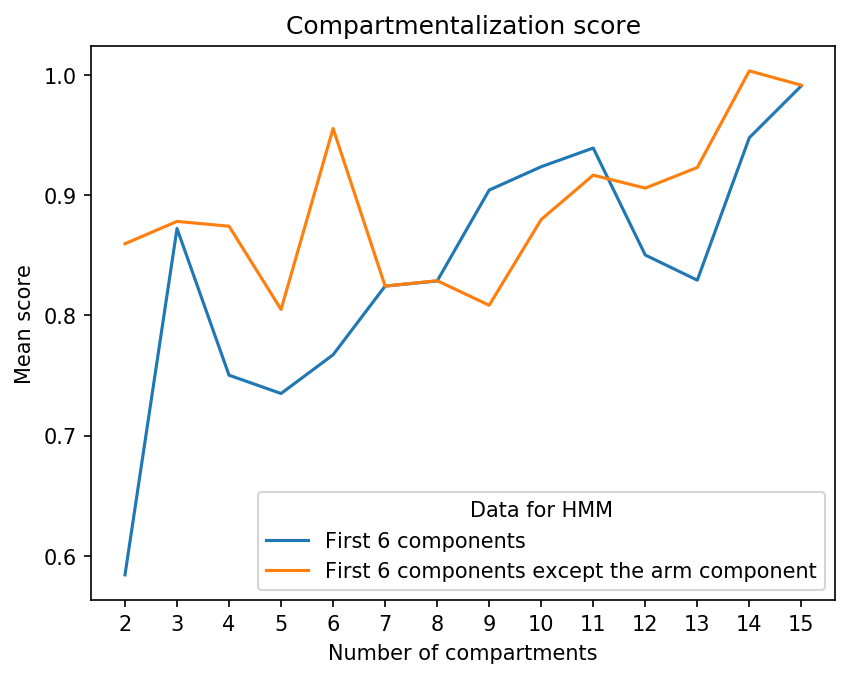 Compartmentalization score
Mean score
1.0
0.9
0.8
0.7
0.6
Data for HMM
First 6 components
First 6 components except the arm component
2 3 4 5 6 7 8 9 10 11 12 13 14 15
Number of compartments